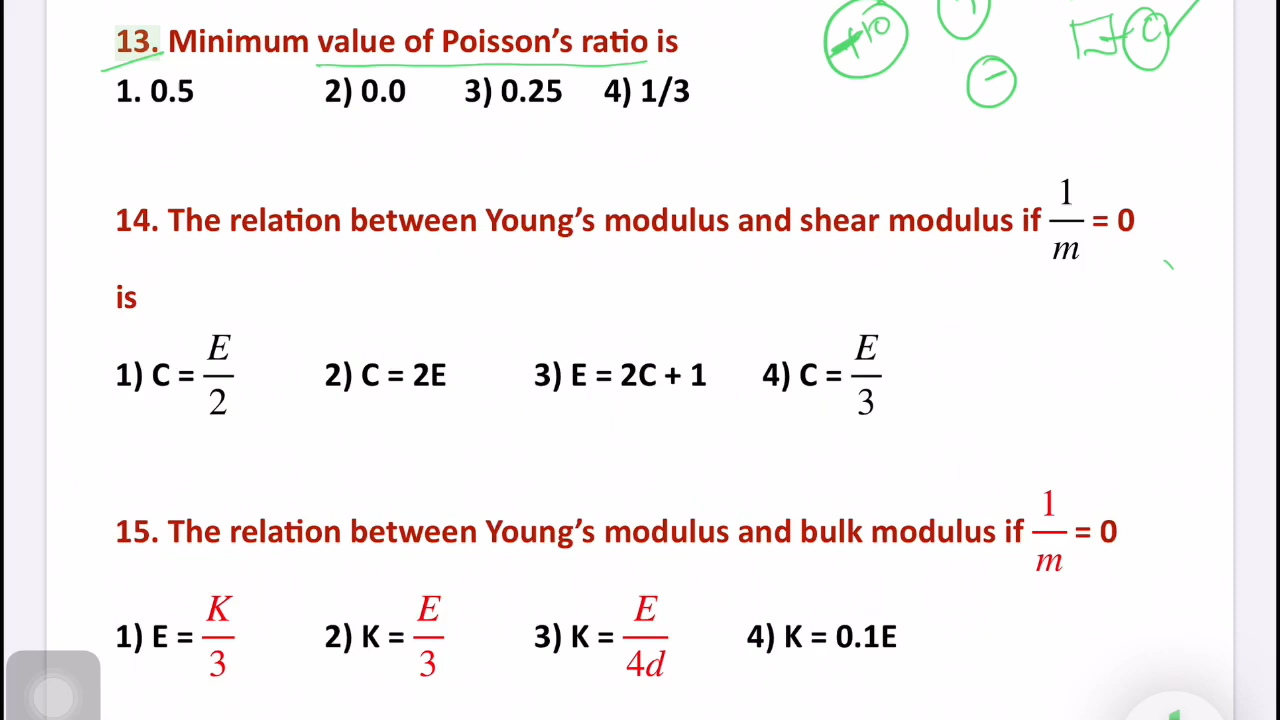 13. Minimum value of Poisson's ratio is
1. 0.5 2) 0.0 3) 0.25 4) 1/3
14. The relation between Young's modulus and shear modulus if 1/m = 0
is
1) C = E/2 2) C = 2E 3) E = 2C + 1 4) C = E/3
15. The relation between Young's modulus and bulk modulus if 1/m = 0
1) E = K/3 2) K = E/3 3) K = E/4d 4) K = 0.1E